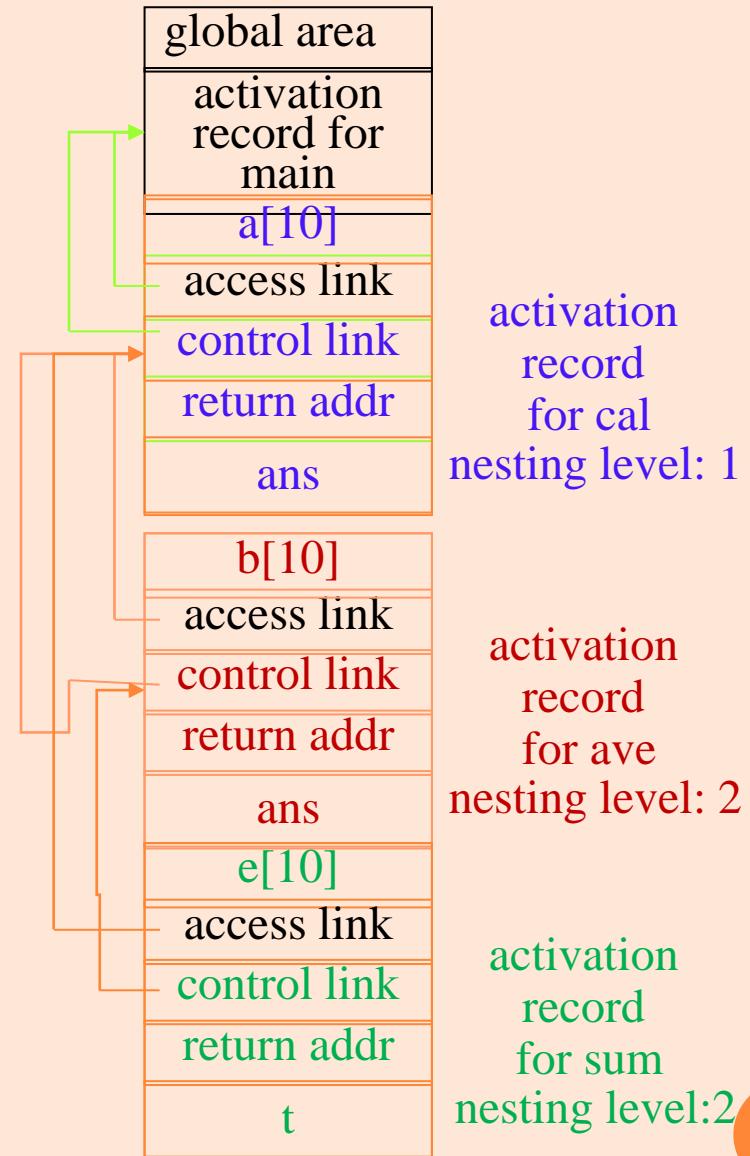 global area
activation
record for
main
a[10]
access link
control link
return addr
ans
activation
record
for cal
nesting level: 1
b[10]
access link
control link
return addr
ans
activation
record
for ave
nesting level: 2
e[10]
access link
control link
return addr
t
activation
record
for sum
nesting level:2